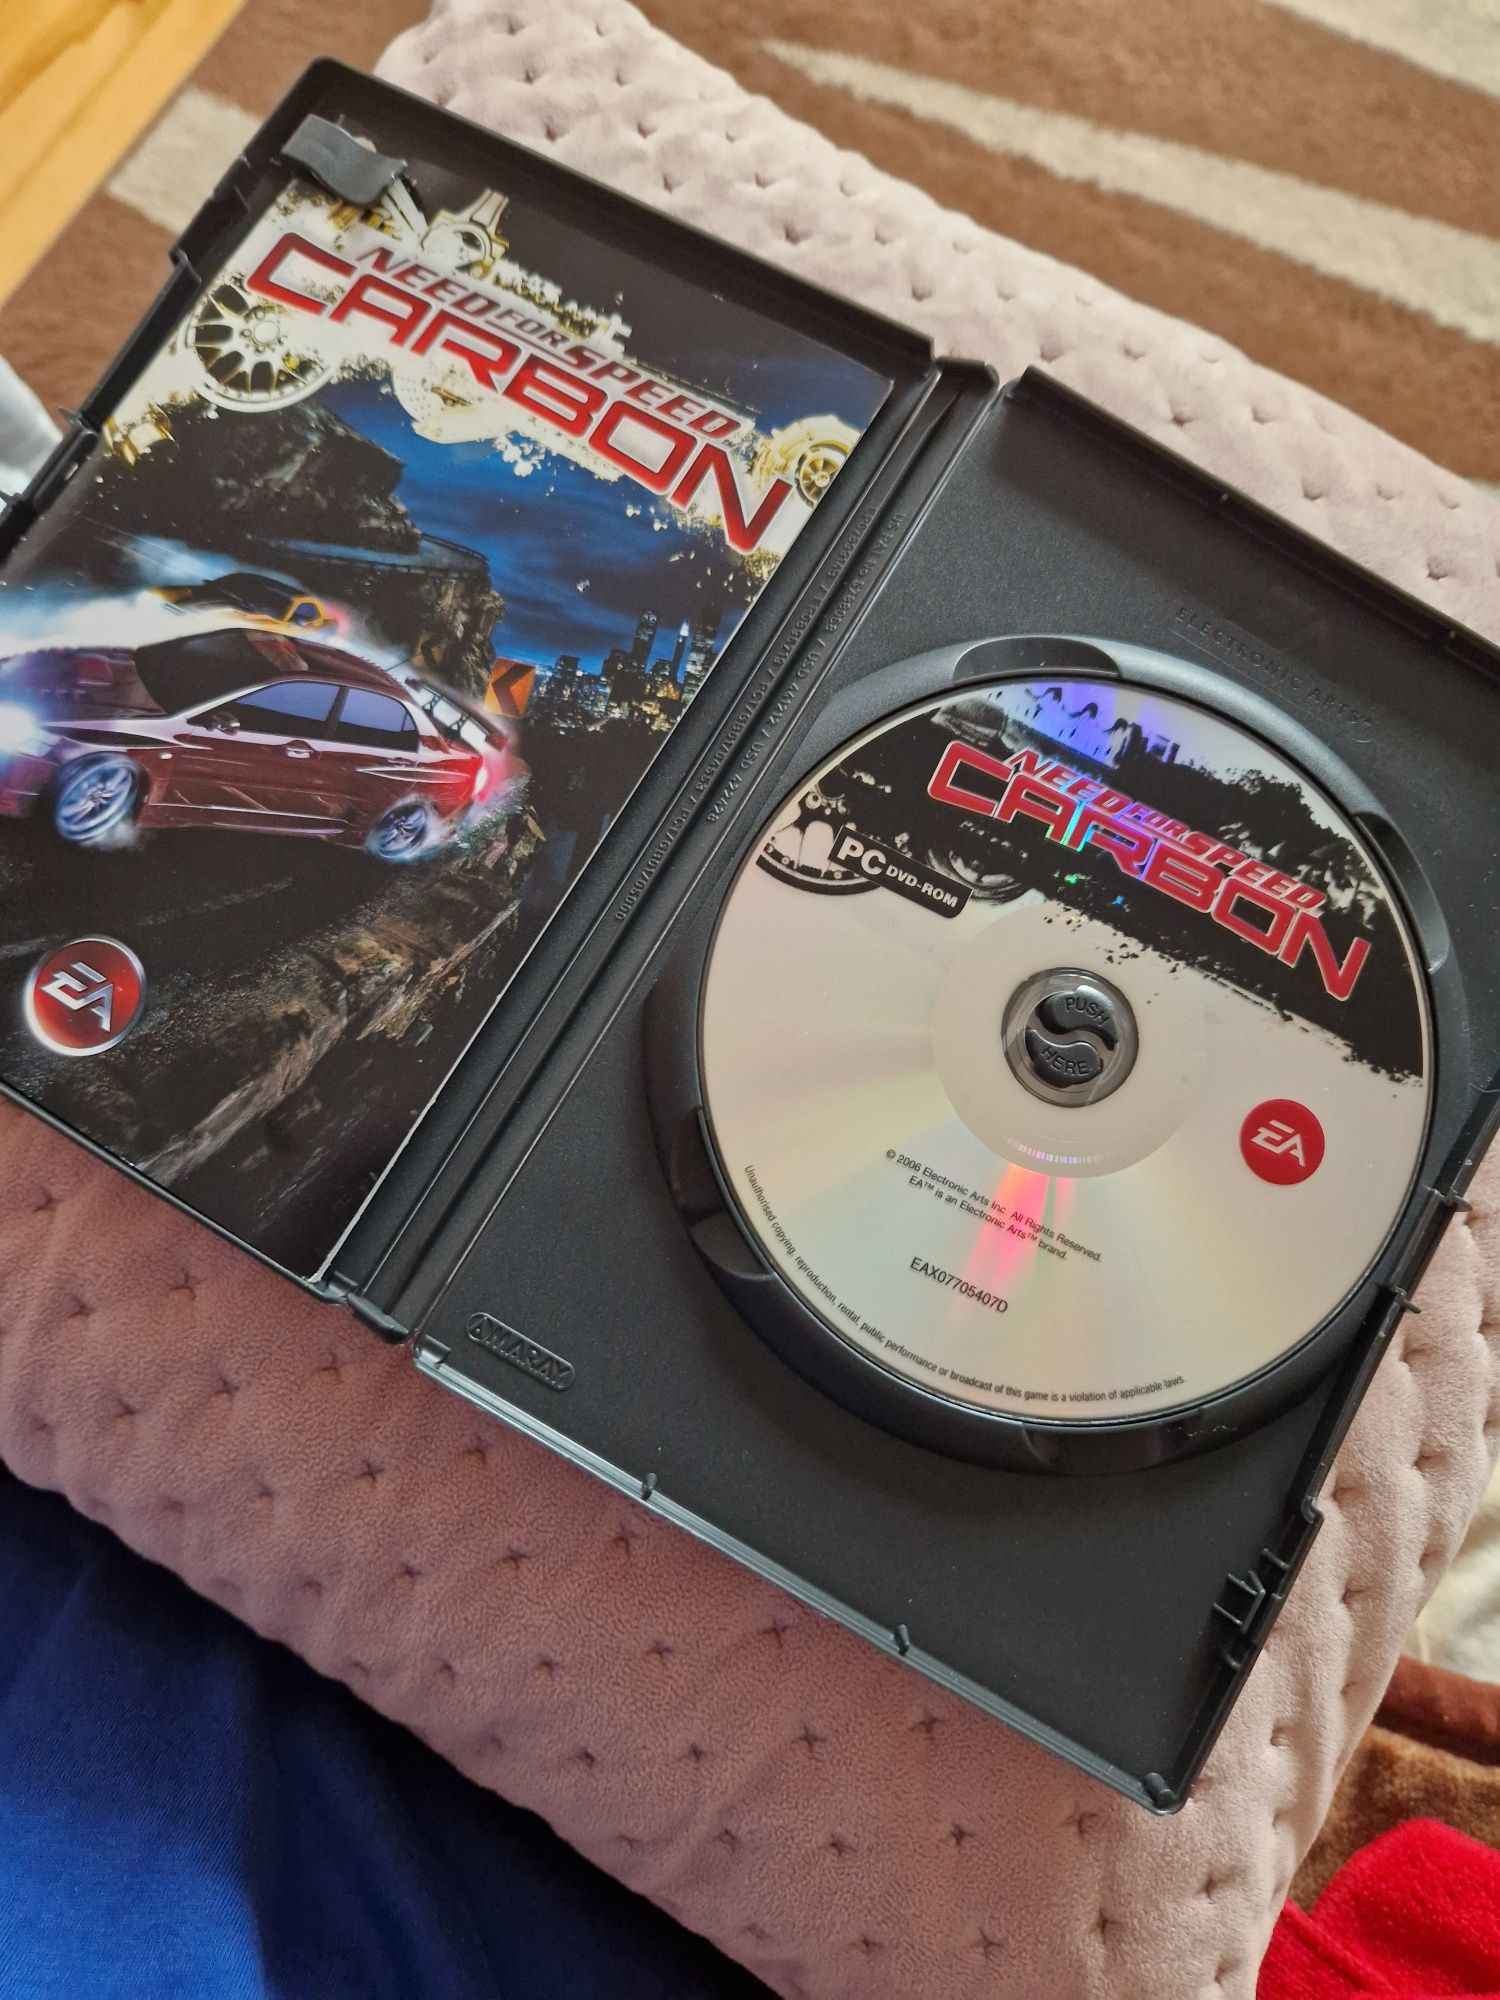 NEED FOR SPEED
CARBON
EA
ELECTRONIC ARTS
NEED FOR SPEED
CARBON
PC DVD-ROM
PUSH
HERE
EA
© 2006 Electronic Arts Inc. All Rights Reserved.
EA™ is an Electronic Arts™ brand.
EAX07705407D
Unauthorised copying, reproduction, rental, public performance or broadcast of this game is a violation of applicable laws.
AMARAY